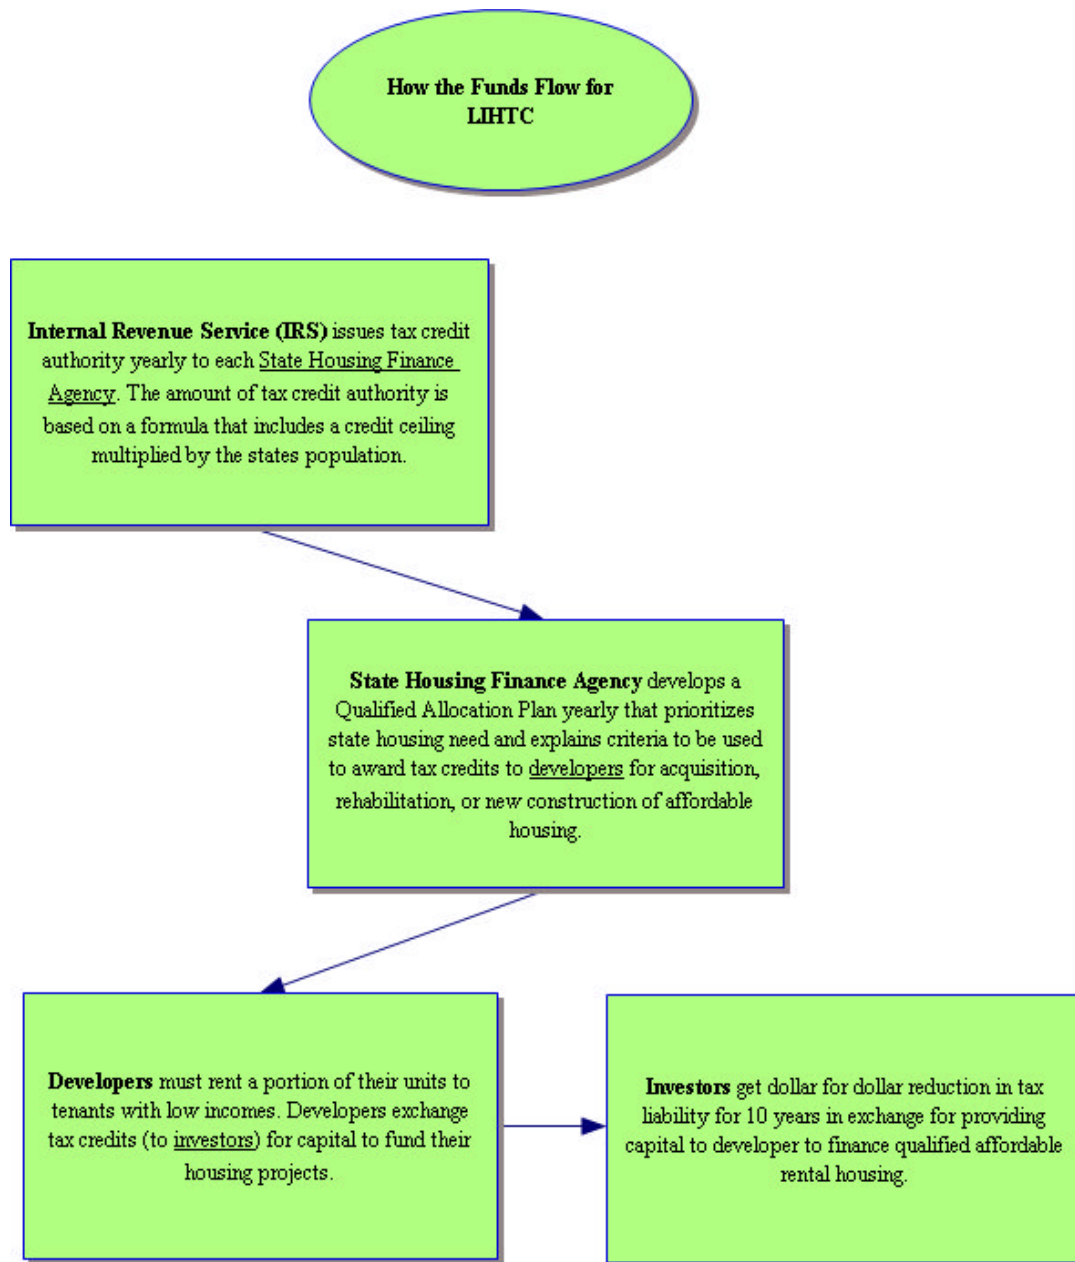 How the Funds Flow for
LIHTC
Internal Revenue Service (IRS) issues tax credit
authority yearly to each State Housing Finance
Agency. The amount of tax credit authority is
based on a formula that includes a credit ceiling
multiplied by the states population.
State Housing Finance Agency develops a
Qualified Allocation Plan yearly that prioritizes
state housing need and explains criteria to be used
to award tax credits to developers for acquisition,
rehabilitation, or new construction of affordable
housing.
Developers must rent a portion of their units to
tenants with low incomes. Developers exchange
tax credits (to investors) for capital to fund their
housing projects.
Investors get dollar for dollar reduction in tax
liability for 10 years in exchange for providing
capital to developer to finance qualified affordable
rental housing.